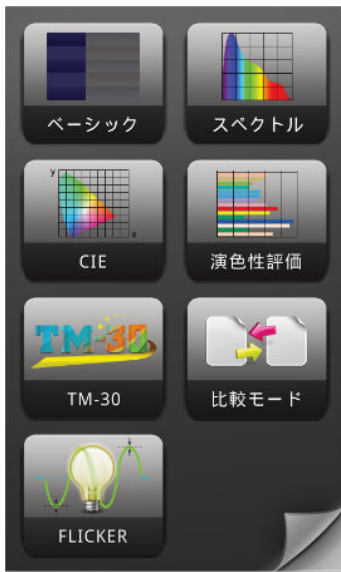 ベーシック
スペクトル
y
x
CIE
演色性評価
TM-30
TM-30
比較モード
FLICKER